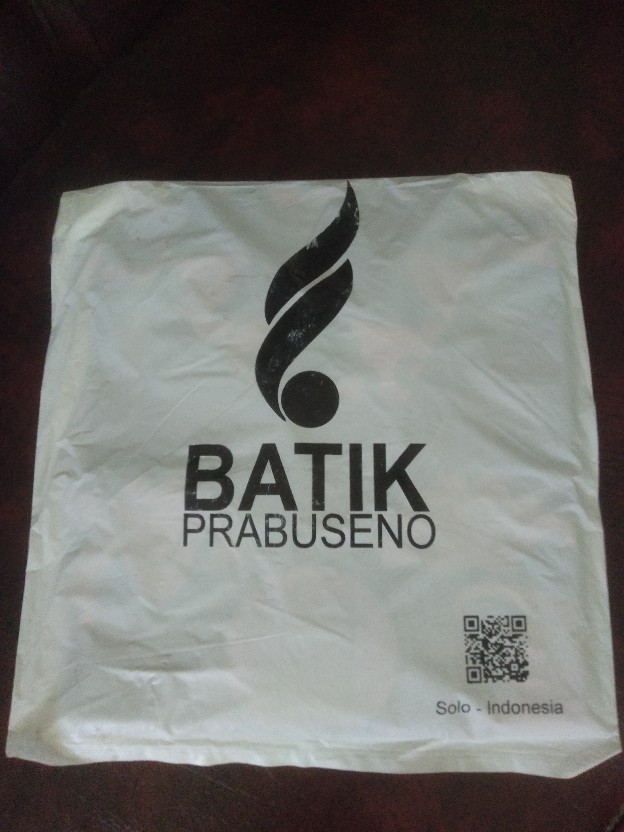 BATIK
PRABUSENO
Solo - Indonesia